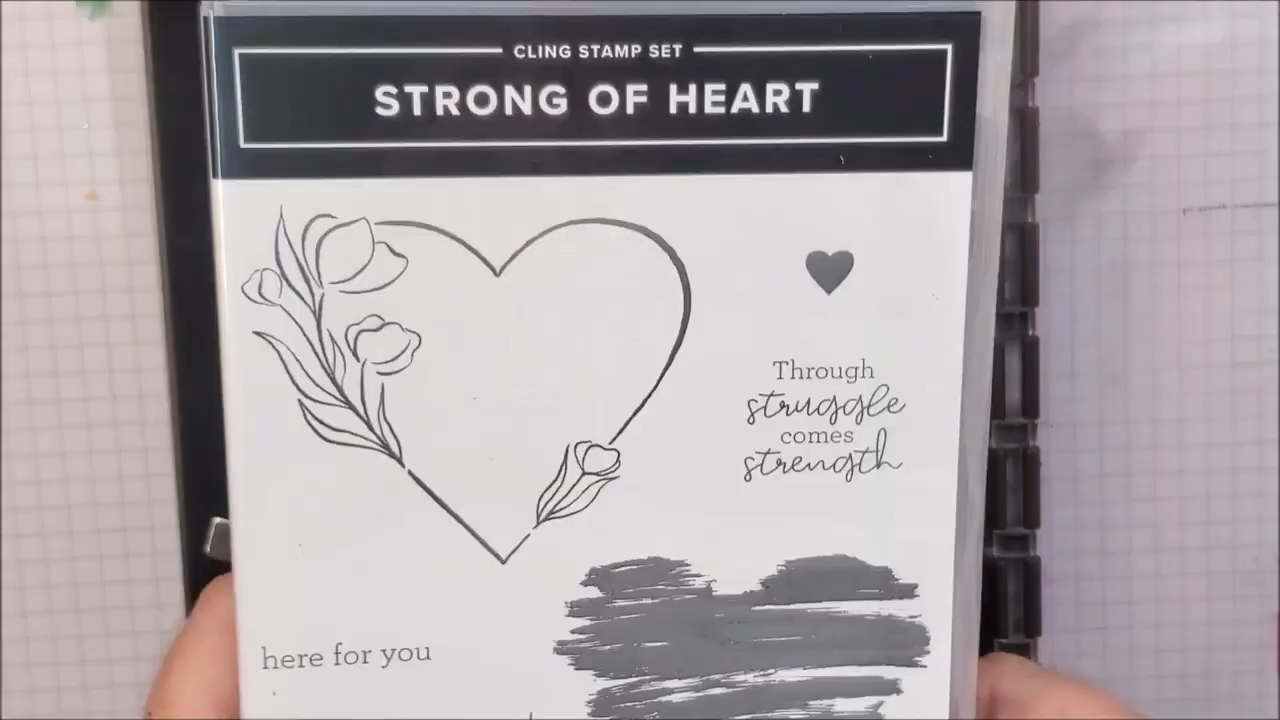 CLING STAMP SET
STRONG OF HEART
Through
struggle
comes
strength
here for you